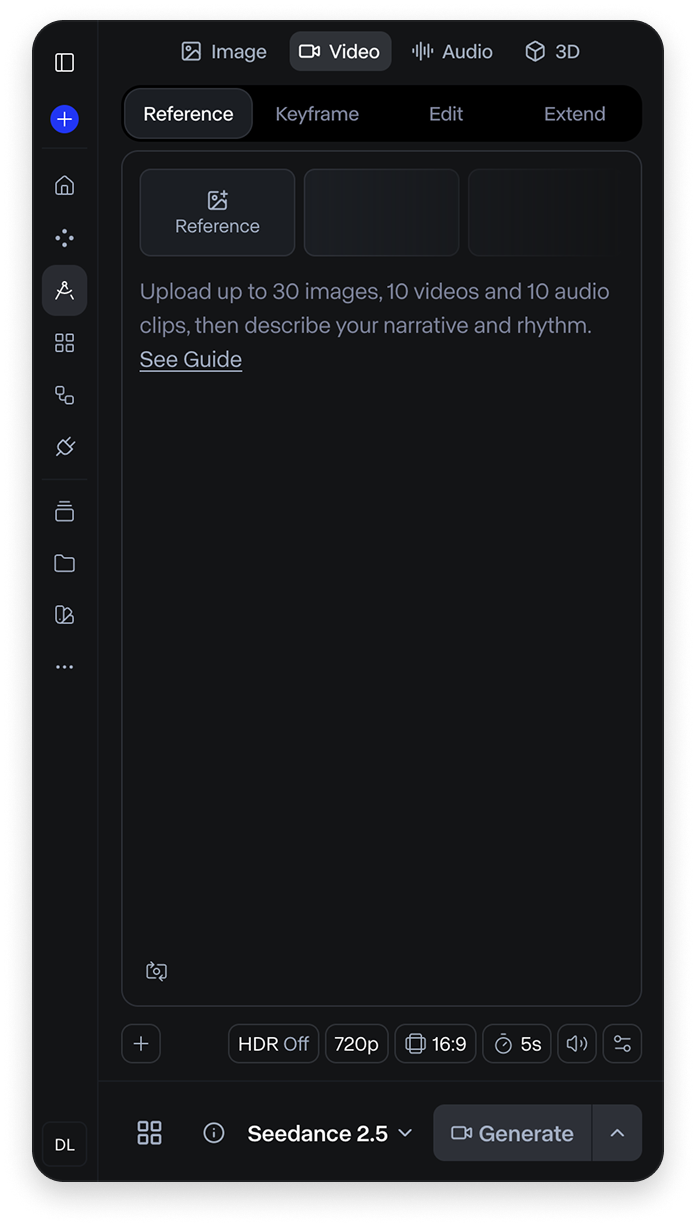 Image
Video
Audio
3D
Reference
Keyframe
Edit
Extend
Reference
Upload up to 30 images, 10 videos and 10 audio
clips, then describe your narrative and rhythm.
See Guide
HDR Off
720p
16:9
5s
DL
Seedance 2.5
Generate